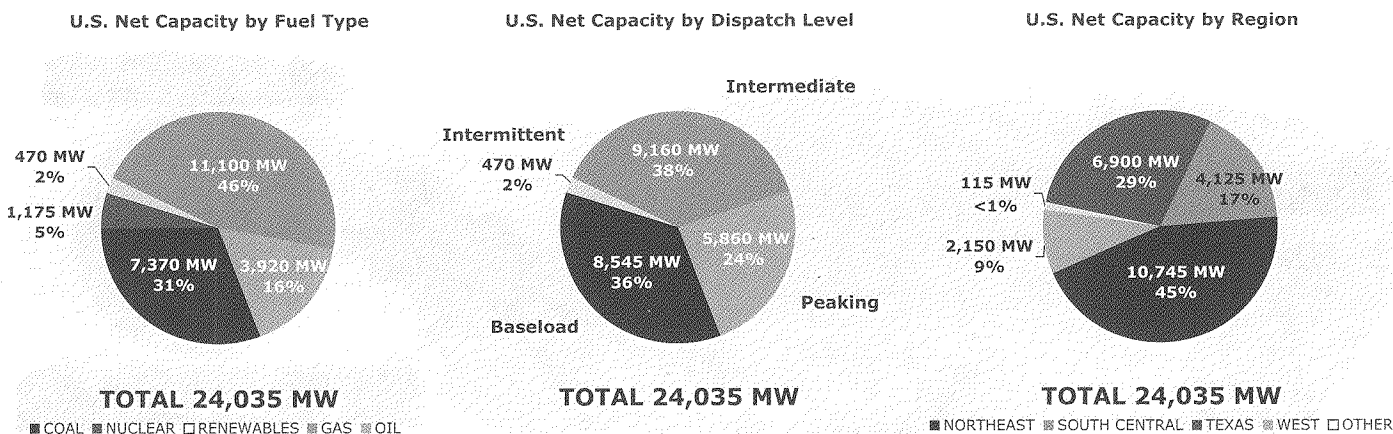 U.S. Net Capacity by Fuel Type
11,100 MW
46%
470 MW
2%
1,175 MW
5%
7,370 MW
31%
3,920 MW
16%
TOTAL 24,035 MW
COAL NUCLEAR RENEWABLES GAS OIL
U.S. Net Capacity by Dispatch Level
Intermediate
Intermittent
470 MW
2%
9,160 MW
38%
5,860 MW
24%
8,545 MW
36%
Peaking
Baseload
TOTAL 24,035 MW
U.S. Net Capacity by Region
6,900 MW
29%
4,125 MW
17%
115 MW
<1%
2,150 MW
9%
10,745 MW
45%
TOTAL 24,035 MW
NORTHEAST SOUTH CENTRAL TEXAS WEST OTHER